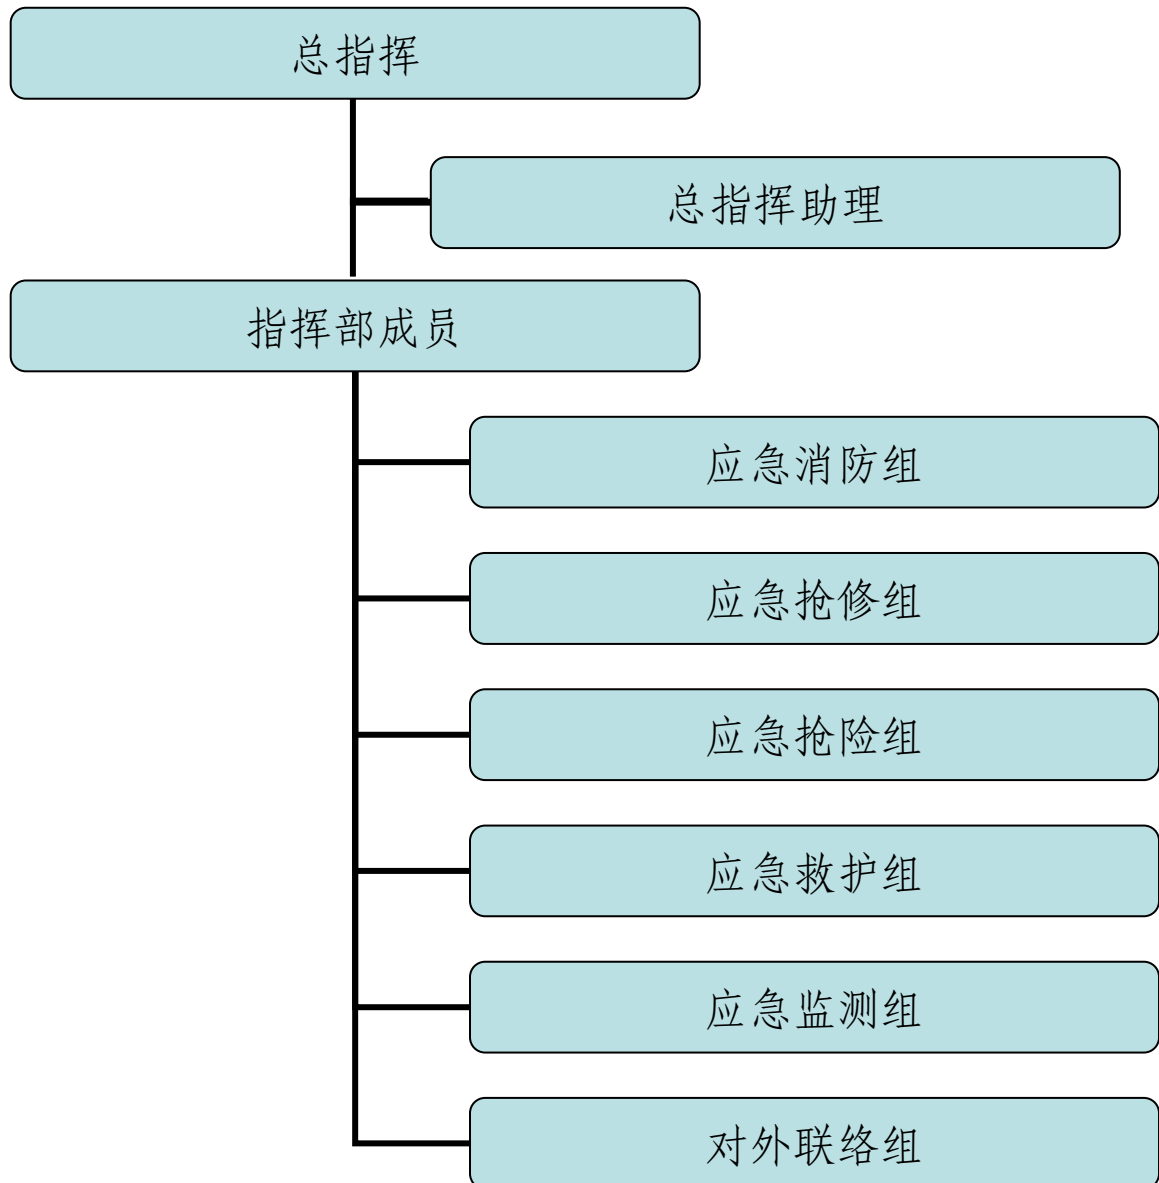 总指挥
总指挥助理
指挥部成员
应急消防组
应急抢修组
应急抢险组
应急救护组
应急监测组
对外联络组